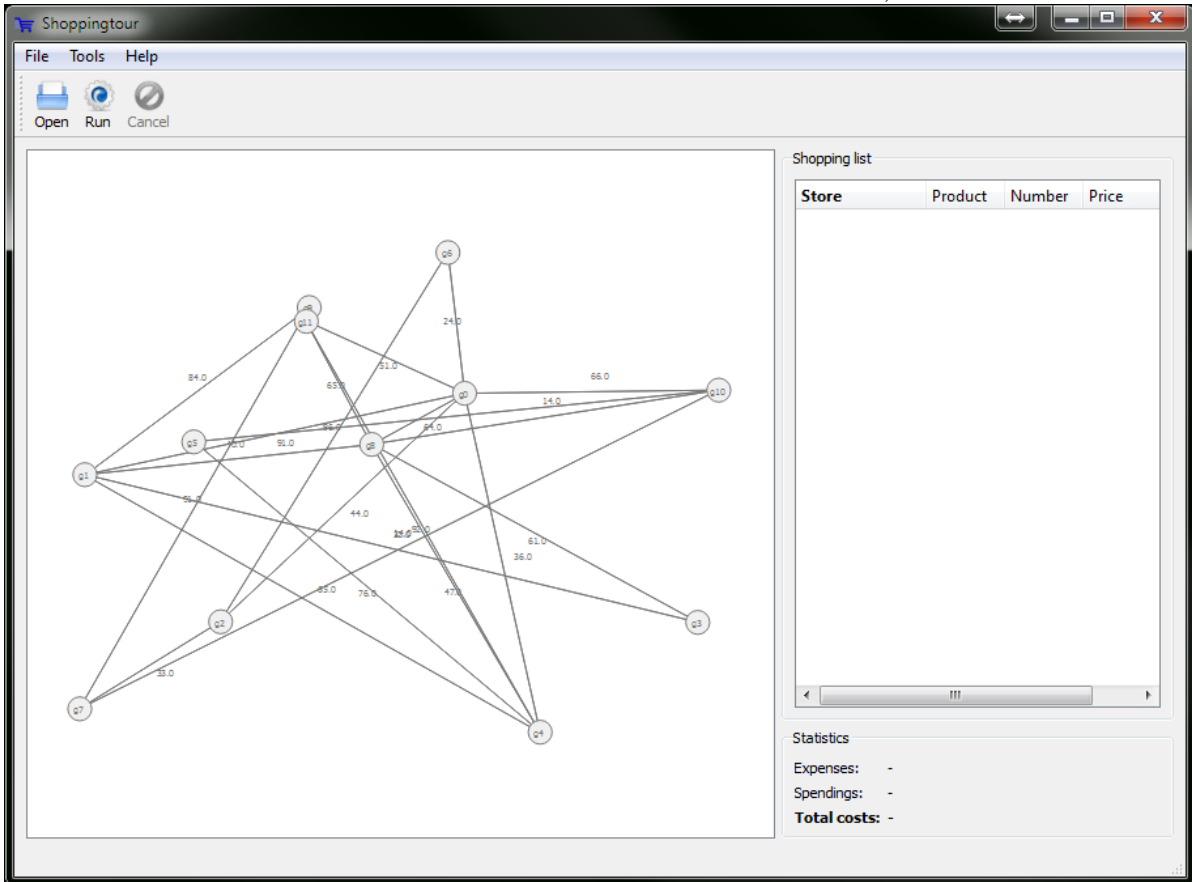 Shoppingtour
File Tools Help
Open Run Cancel
Shopping list
Store Product Number Price
g6
g11
24.0
51.0
84.0
65.0
66.0
g0
g10
14.0
64.0
g5
91.0
g8
g1
44.0
61.0
36.0
76.0
47.0
g2
g3
33.0
g7
g4
Statistics
Expenses: -
Spendings: -
Total costs: -